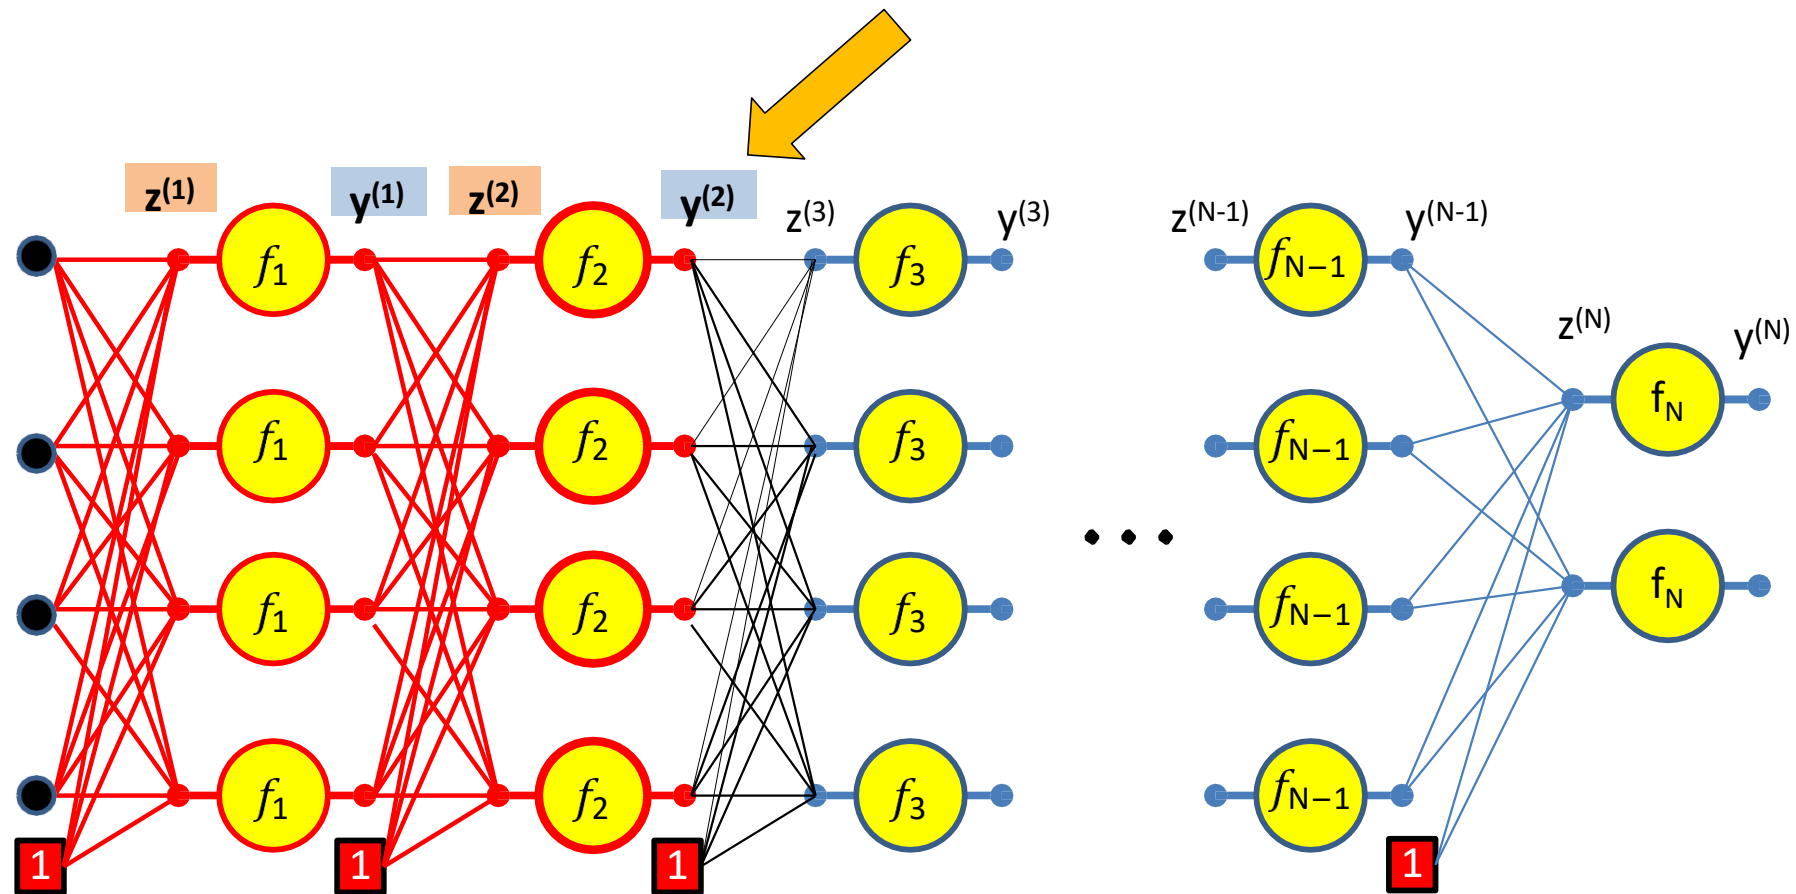 z(1) y(1) z(2) y(2) z(3) y(3) z(N-1) y(N-1)
f1 f2 f3 fN−1
z(N) y(N)
fN
f1 f2 f3 fN−1
fN
f1 f2 f3 fN−1
f1 f2 f3 fN−1
1 1 1 1